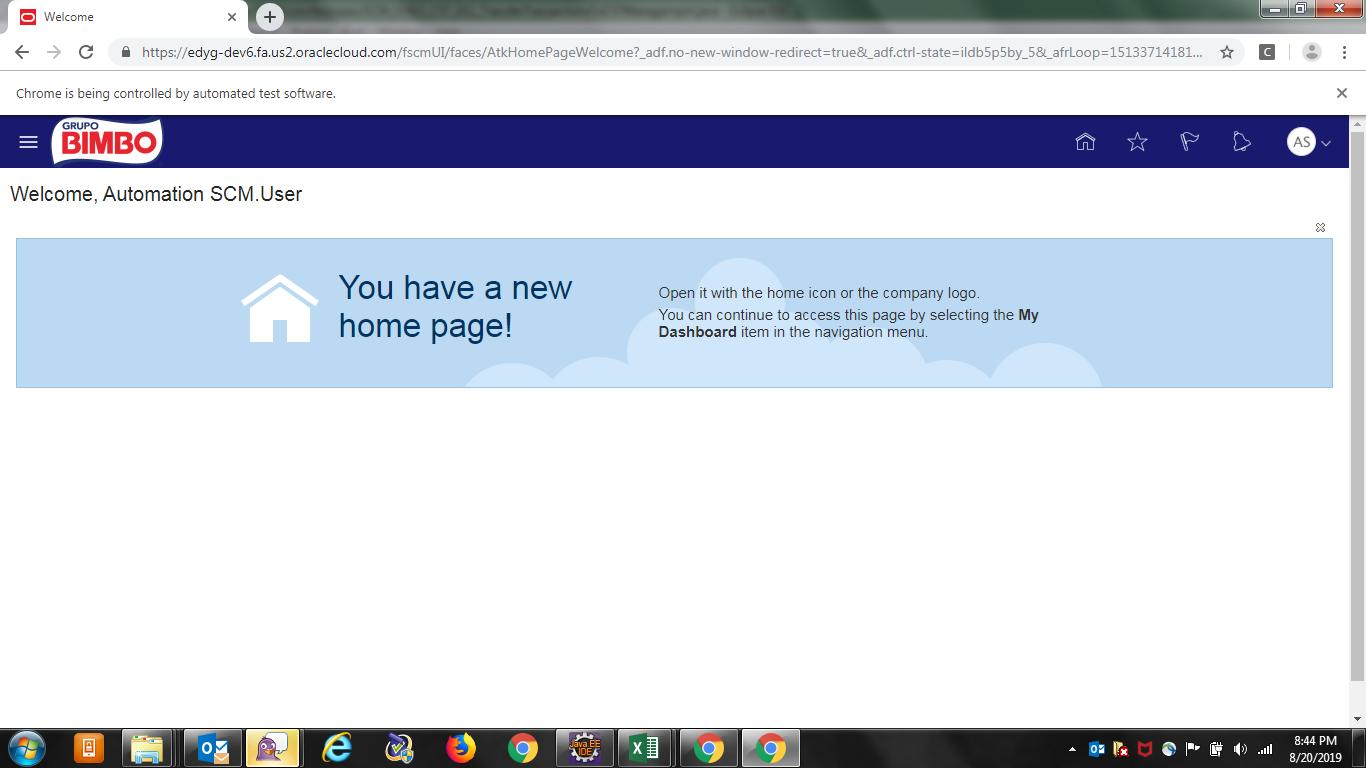 Welcome
https://edyg-dev6.fa.us2.oraclecloud.com/fscmUI/faces/AtkHomePageWelcome?_adf.no-new-window-redirect=true&_adf.ctrl-state=ildb5p5by_5&_afrLoop=15133714181...
C
Chrome is being controlled by automated test software.
GRUPO
BIMBO
AS
Welcome, Automation SCM.User
You have a new
home page!
Open it with the home icon or the company logo.
You can continue to access this page by selecting the My
Dashboard item in the navigation menu.
Java EE
IDE
8:44 PM
8/20/2019